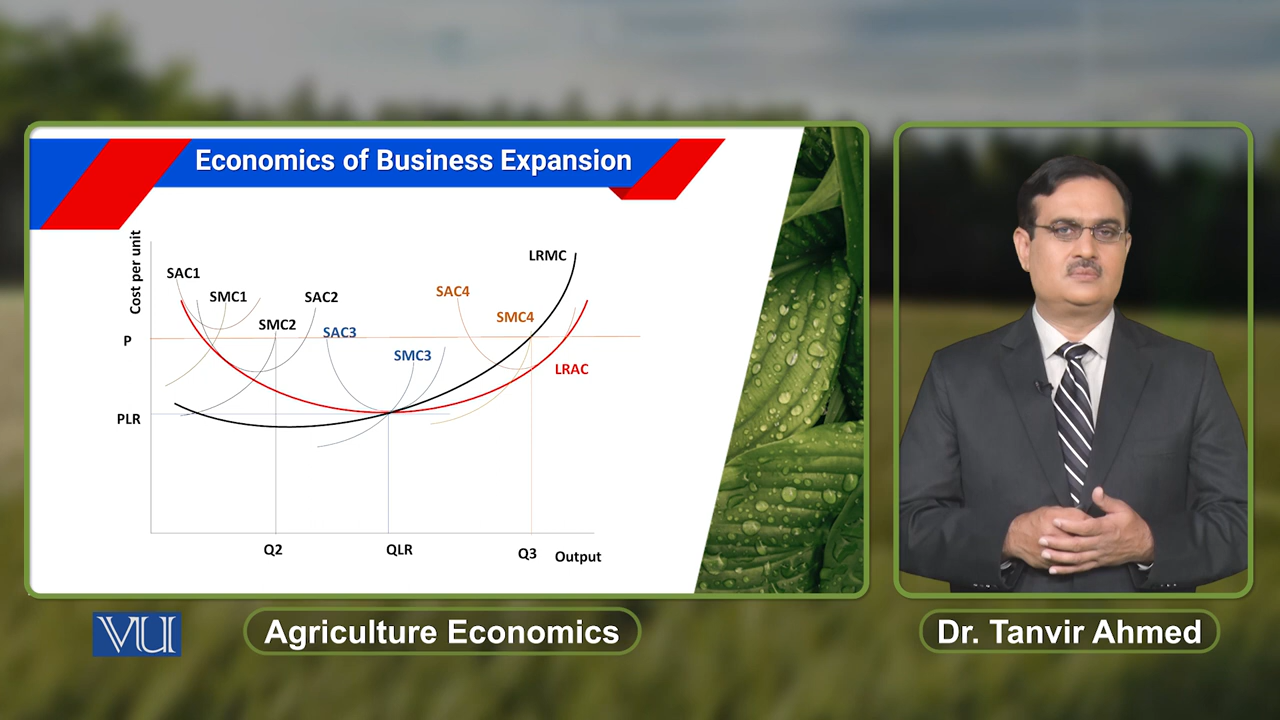 Economics of Business Expansion
Cost per unit
SAC1
SMC1
SAC2
SMC2
SAC3
SMC3
SAC4
SMC4
LRMC
LRAC
P
PLR
Q2
QLR
Q3
Output
VU
Agriculture Economics
Dr. Tanvir Ahmed